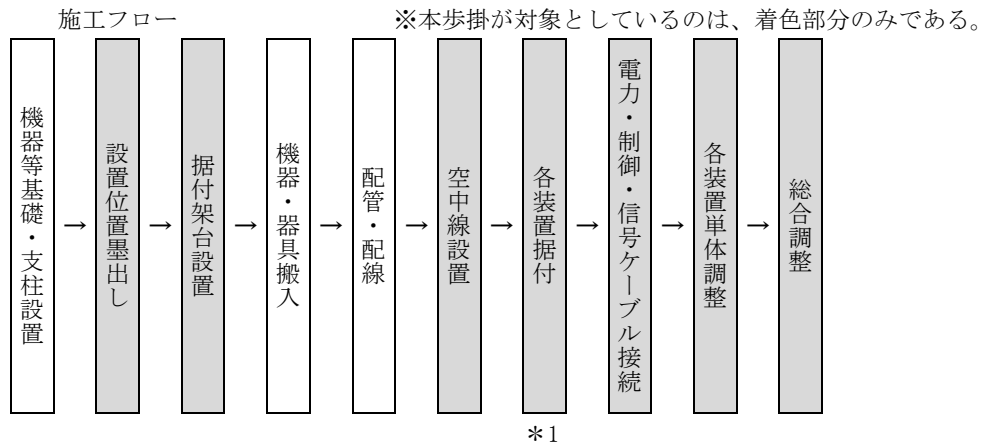 施工フロー
※本歩掛が対象としているのは、着色部分のみである。
機器等基礎・支柱設置
→
設置位置墨出し
→
据付架台設置
→
機器・器具搬入
→
配管・配線
→
空中線設置
→
各装置据付
→
電力・制御・信号ケーブル接続
→
各装置単体調整
→
総合調整
＊1